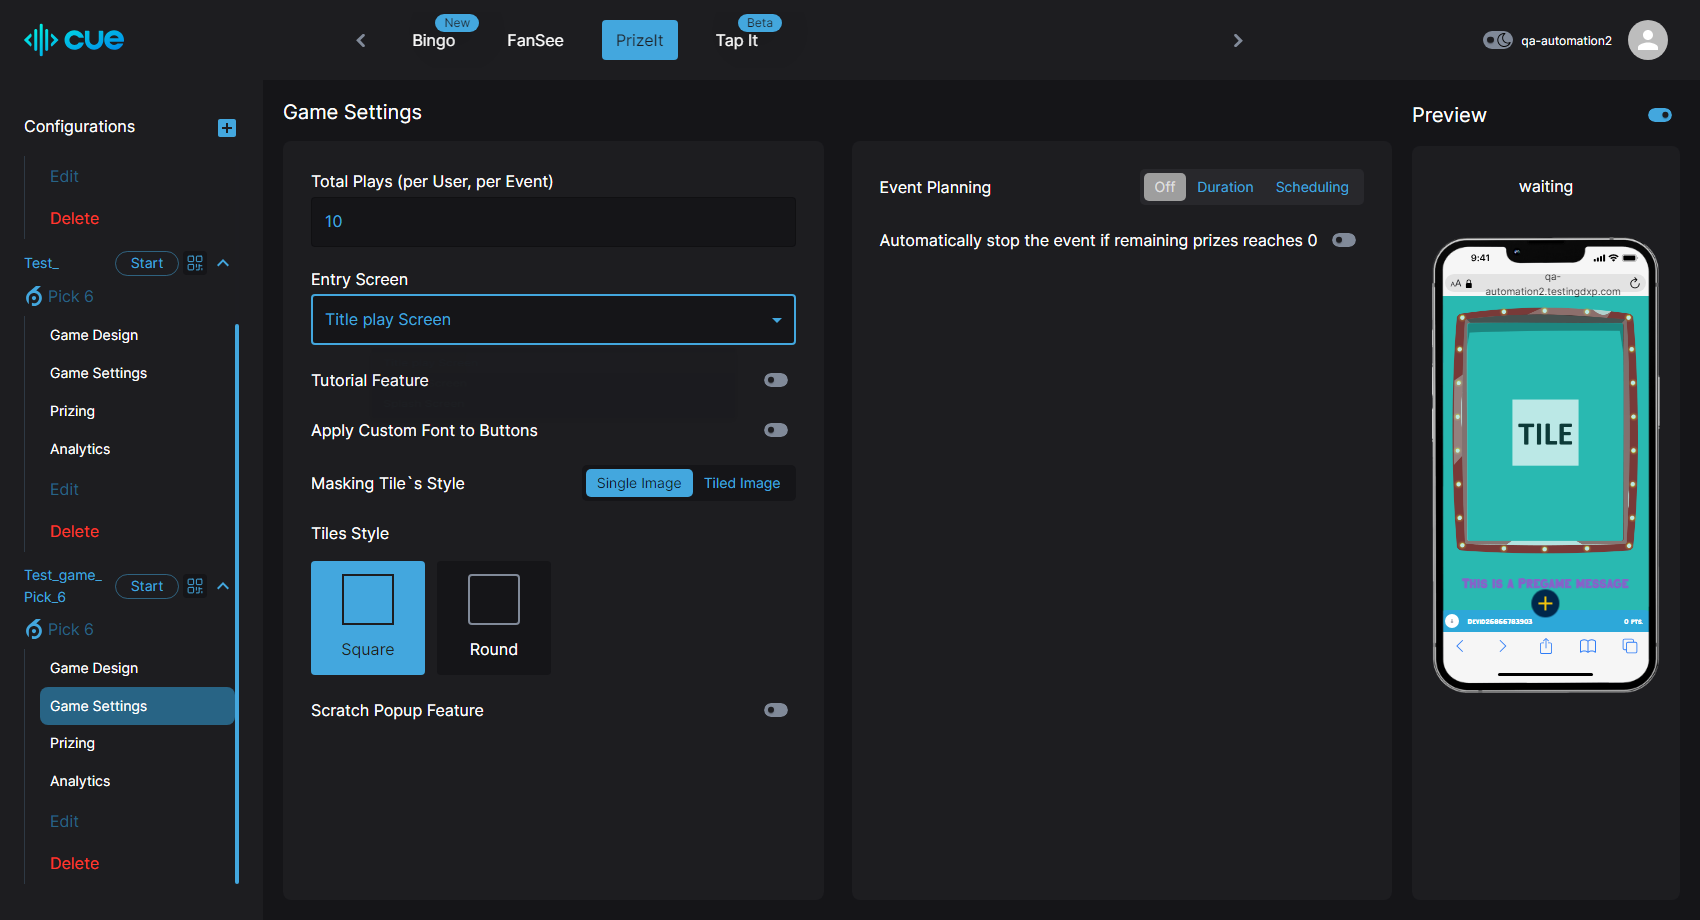 cue
New
Bingo
FanSee
PrizeIt
Beta
Tap It
qa-automation2
Configurations
Edit
Delete
Test_
Start
Pick 6
Game Design
Game Settings
Prizing
Analytics
Edit
Delete
Test_game_
Pick_6
Start
Pick 6
Game Design
Game Settings
Prizing
Analytics
Edit
Delete
Game Settings
Total Plays (per User, per Event)
10
Entry Screen
Title play Screen
Tutorial Feature
Apply Custom Font to Buttons
Masking Tile`s Style
Single Image
Tiled Image
Tiles Style
Square
Round
Scratch Popup Feature
Event Planning
Off
Duration
Scheduling
Automatically stop the event if remaining prizes reaches 0
Preview
waiting
9:41
AA
qa-
automation2.testingdxp.com
TILE
This is a Pregame message
0 Pts.